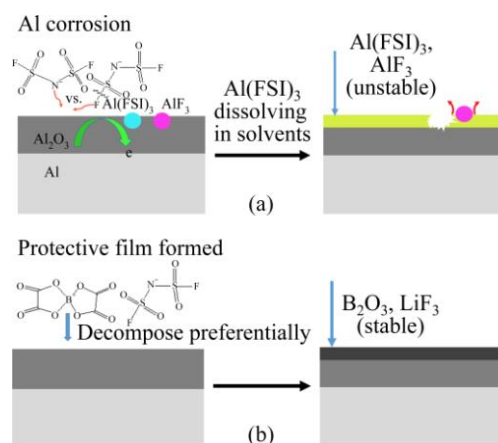 Al corrosion
O
O
F
S
N⁻
S
F
O
O
vs.
O
O
F
S
N⁻
O
S
O
F
Al(FSI)₃
AlF₃
Al₂O₃
e
Al
Al(FSI)₃
dissolving
in solvents
Al(FSI)₃,
AlF₃
(unstable)
(a)
Protective film formed
O
O
O
O
B
O
O
O
O
N⁻
O
S
O
F
O
S
O
F
Decompose preferentially
B₂O₃, LiF₃
(stable)
(b)